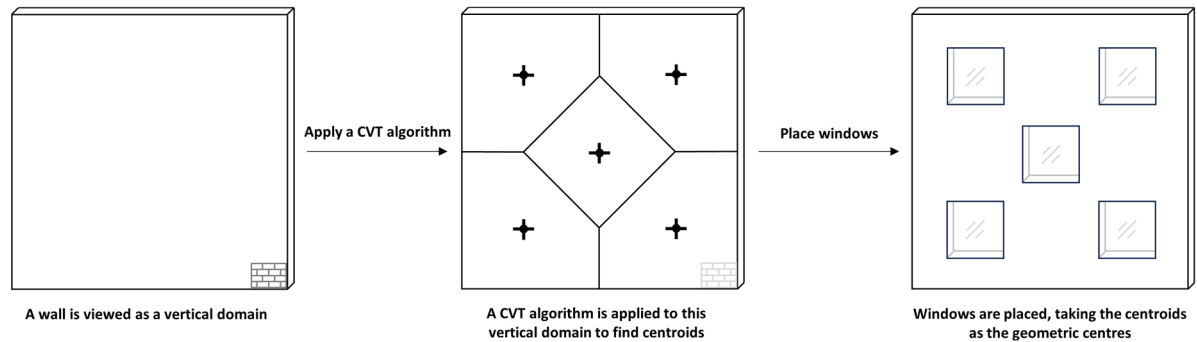 Apply a CVT algorithm
Place windows
A wall is viewed as a vertical domain
A CVT algorithm is applied to this
vertical domain to find centroids
Windows are placed, taking the centroids
as the geometric centres